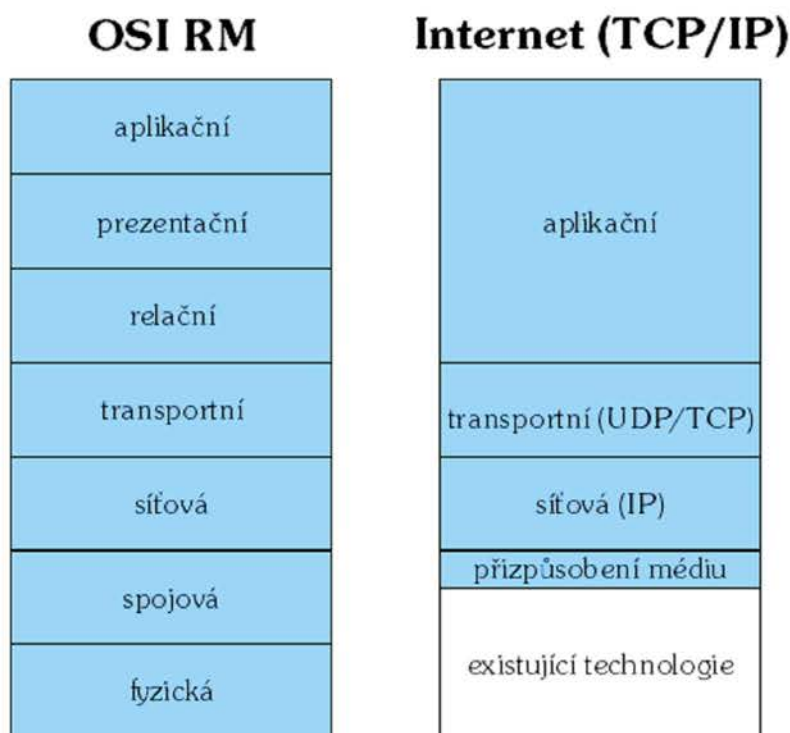 OSI RM
aplikační
prezentační
relační
transportní
síťová
spojová
fyzická
Internet (TCP/IP)
aplikační
transportní (UDP/TCP)
síťová (IP)
přizpůsobení médiu
existující technologie